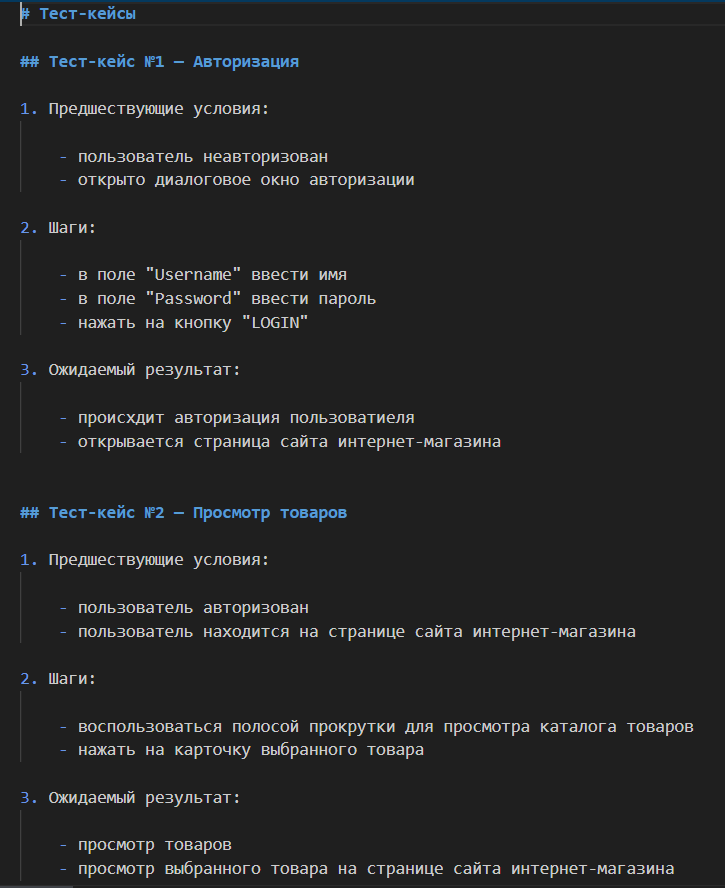 # Тест-кейсы
## Тест-кейс №1 — Авторизация
1. Предшествующие условия:
- пользователь неавторизован
- открыто диалоговое окно авторизации
2. Шаги:
- в поле "Username" ввести имя
- в поле "Password" ввести пароль
- нажать на кнопку "LOGIN"
3. Ожидаемый результат:
- происхдит авторизация пользоватиеля
- открывается страница сайта интернет-магазина
## Тест-кейс №2 — Просмотр товаров
1. Предшествующие условия:
- пользователь авторизован
- пользователь находится на странице сайта интернет-магазина
2. Шаги:
- воспользоваться полосой прокрутки для просмотра каталога товаров
- нажать на карточку выбранного товара
3. Ожидаемый результат:
- просмотр товаров
- просмотр выбранного товара на странице сайта интернет-магазина